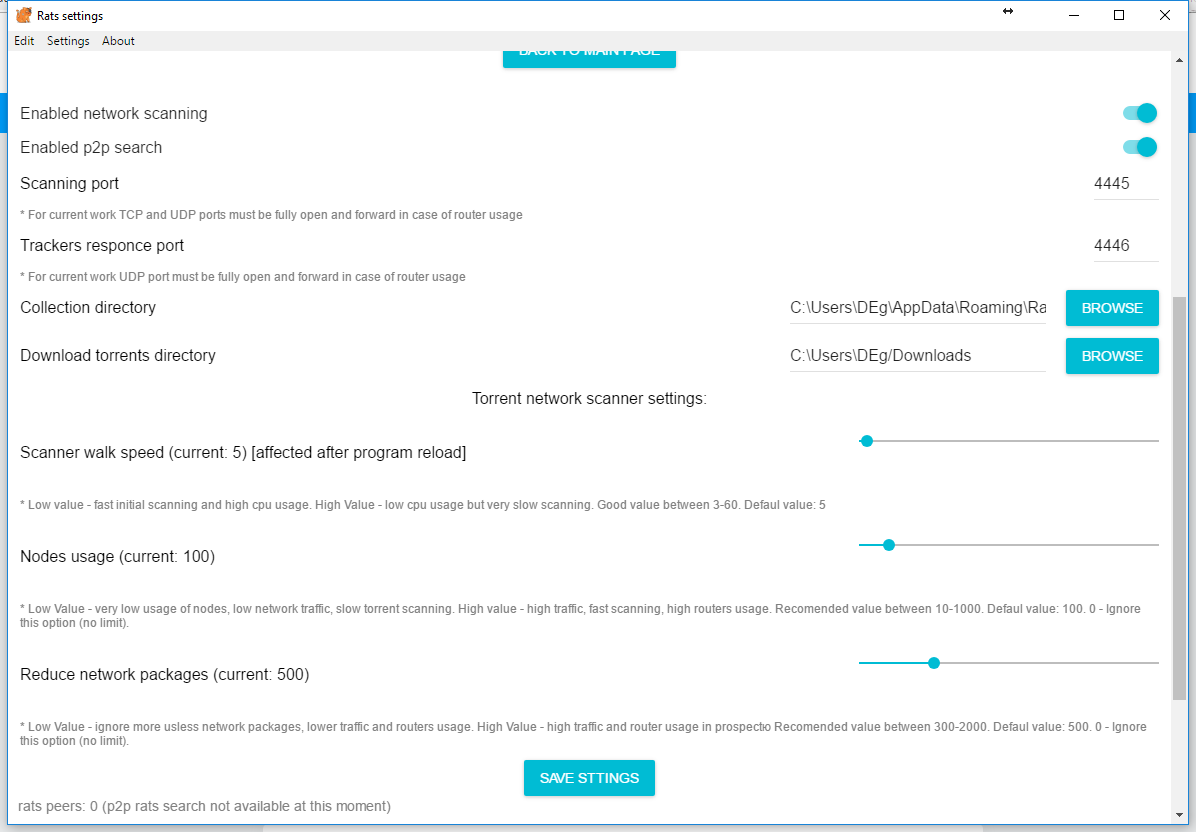 Rats settings
Edit Settings About
BACK TO MAIN PAGE
Enabled network scanning
Enabled p2p search
Scanning port 4445
* For current work TCP and UDP ports must be fully open and forward in case of router usage
Trackers responce port 4446
* For current work UDP port must be fully open and forward in case of router usage
Collection directory C:\Users\DEg\AppData\Roaming\Ra BROWSE
Download torrents directory C:\Users\DEg/Downloads BROWSE
Torrent network scanner settings:
Scanner walk speed (current: 5) [affected after program reload]
* Low value - fast initial scanning and high cpu usage. High Value - low cpu usage but very slow scanning. Good value between 3-60. Defaul value: 5
Nodes usage (current: 100)
* Low Value - very low usage of nodes, low network traffic, slow torrent scanning. High value - high traffic, fast scanning, high routers usage. Recomended value between 10-1000. Defaul value: 100. 0 - Ignore
this option (no limit).
Reduce network packages (current: 500)
* Low Value - ignore more usless network packages, lower traffic and routers usage. High Value - high traffic and router usage in prospectю Recomended value between 300-2000. Defaul value: 500. 0 - Ignore
this option (no limit).
SAVE STTINGS
rats peers: 0 (p2p rats search not available at this moment)